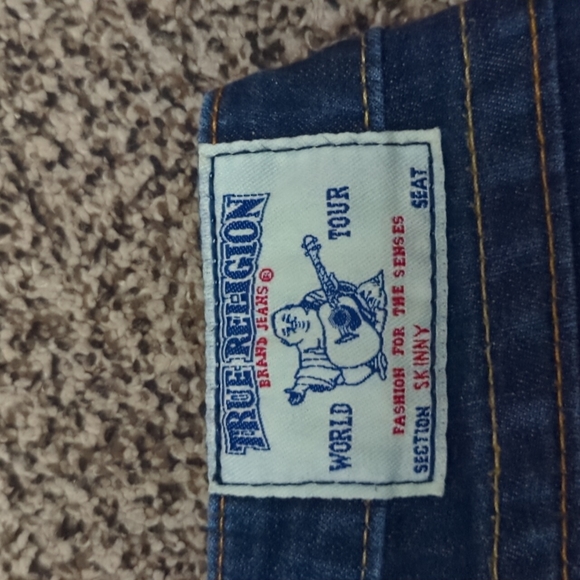 TRUE RELIGION
BRAND JEANS®
WORLD TOUR
FASHION FOR THE SENSES
SECTION SKINNY SEAT